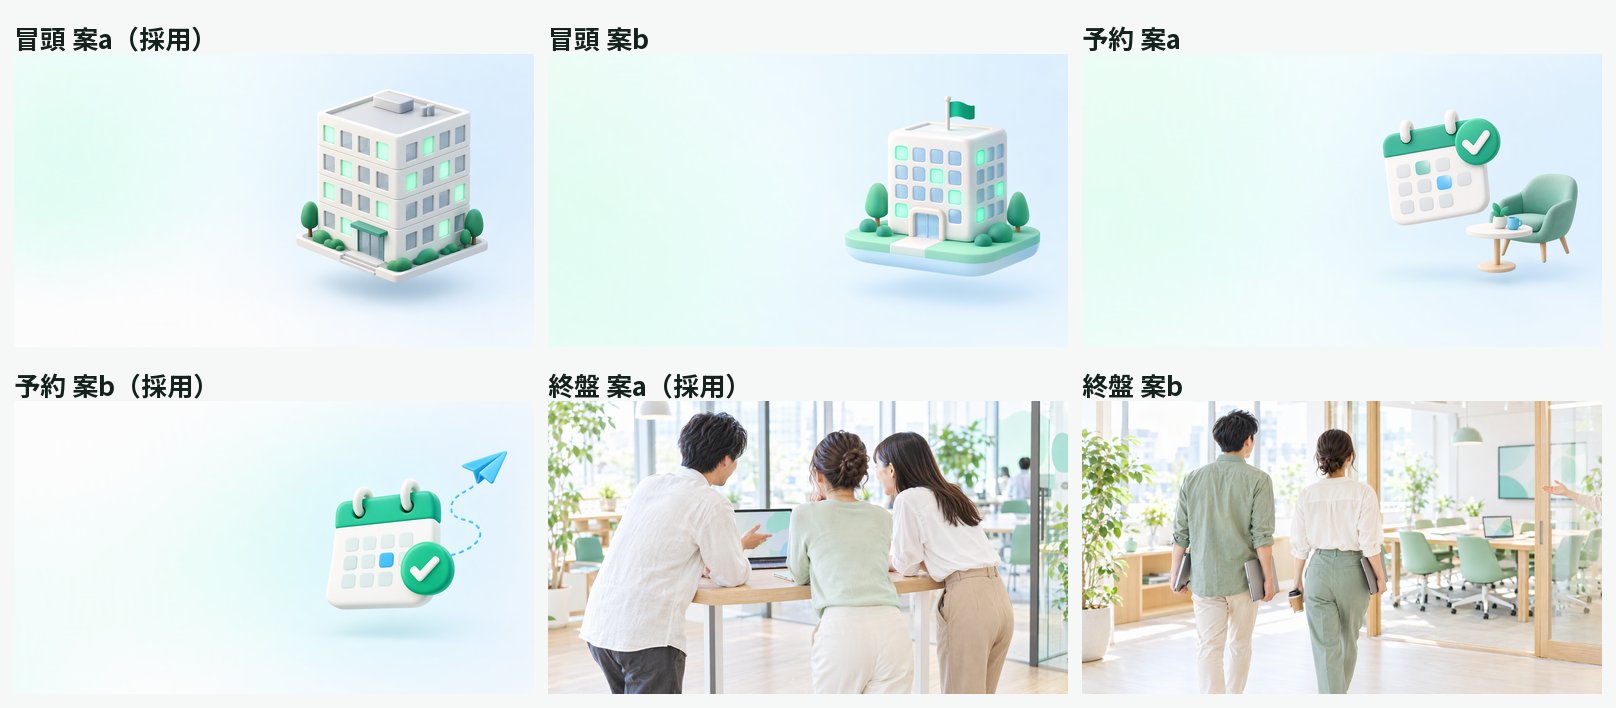 冒頭 案a（採用）
冒頭 案b
予約 案a
予約 案b（採用）
終盤 案a（採用）
終盤 案b